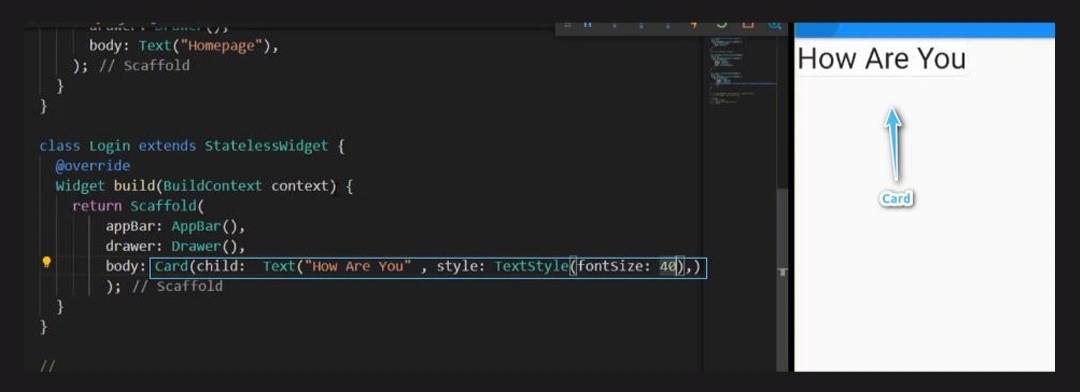 drawer: Drawer(),
body: Text("Homepage"),
); // Scaffold
}
}
class Login extends StatelessWidget {
@override
Widget build(BuildContext context) {
return Scaffold(
appBar: AppBar(),
drawer: Drawer(),
body: Card(child:  Text("How Are You" , style: TextStyle(fontSize: 40),)
); // Scaffold
}
}
//
How Are You
Card